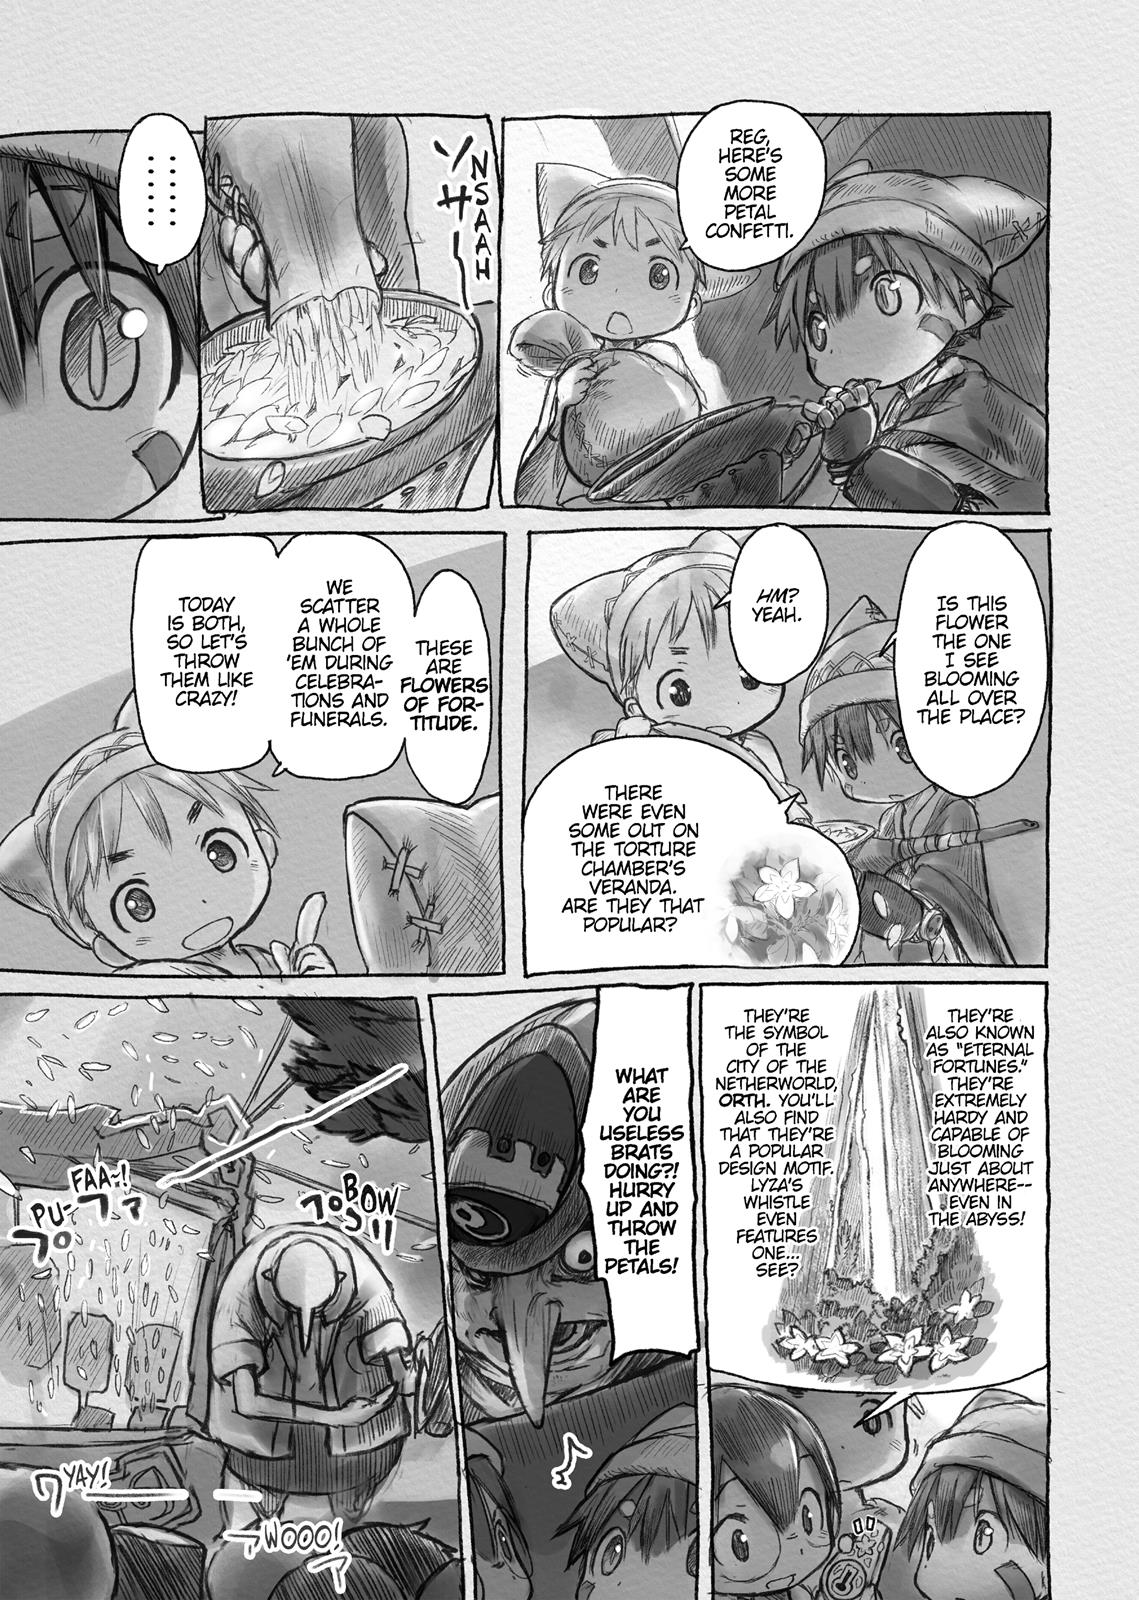 REG,
HERE'S
SOME
MORE
PETAL
CONFETTI.
NSAAH
ソサー
......
IS THIS
FLOWER
THE ONE
I SEE
BLOOMING
ALL OVER
THE PLACE?
HM?
YEAH.
THERE
WERE EVEN
SOME OUT ON
THE TORTURE
CHAMBER'S
VERANDA.
ARE THEY THAT
POPULAR?
THESE
ARE
FLOWERS
OF FOR-
TITUDE.
WE
SCATTER
A WHOLE
BUNCH OF
'EM DURING
CELEBRA-
TIONS AND
FUNERALS.
TODAY
IS BOTH,
SO LET'S
THROW
THEM LIKE
CRAZY!
THEY'RE
ALSO KNOWN
AS "ETERNAL
FORTUNES."
THEY'RE
EXTREMELY
HARDY AND
CAPABLE OF
BLOOMING
JUST ABOUT
ANYWHERE--
EVEN IN
THE ABYSS!
THEY'RE
THE SYMBOL
OF THE
CITY OF THE
NETHERWORLD,
ORTH. YOU'LL
ALSO FIND
THAT THEY'RE
A POPULAR
DESIGN MOTIF.
LYZA'S
WHISTLE
EVEN
FEATURES
ONE...
SEE?
WHAT
ARE
YOU
USELESS
BRATS
DOING?!
HURRY
UP AND
THROW
THE
PETALS!
BOW
PU-
FAA~!
YAY!
ワー
WOOO!